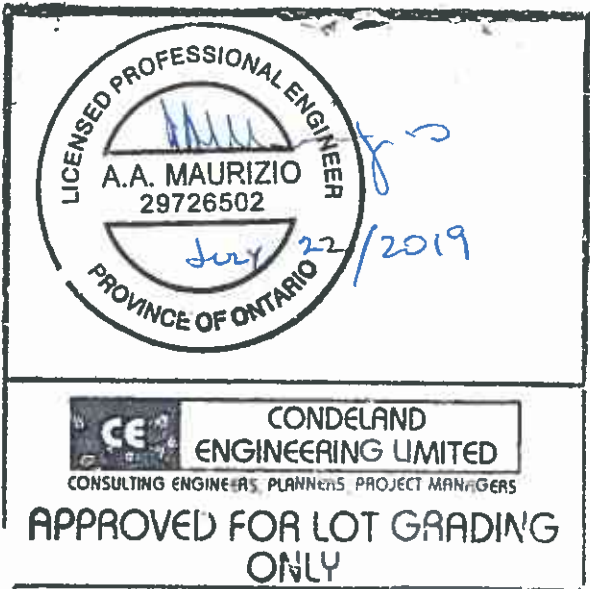 LICENSED PROFESSIONAL ENGINEER
A.A. MAURIZIO
29726502
July 22/2019
PROVINCE OF ONTARIO
CE
CONDELAND
ENGINEERING LIMITED
CONSULTING ENGINEERS, PLANNERS PROJECT MANAGERS
APPROVED FOR LOT GRADING
ONLY